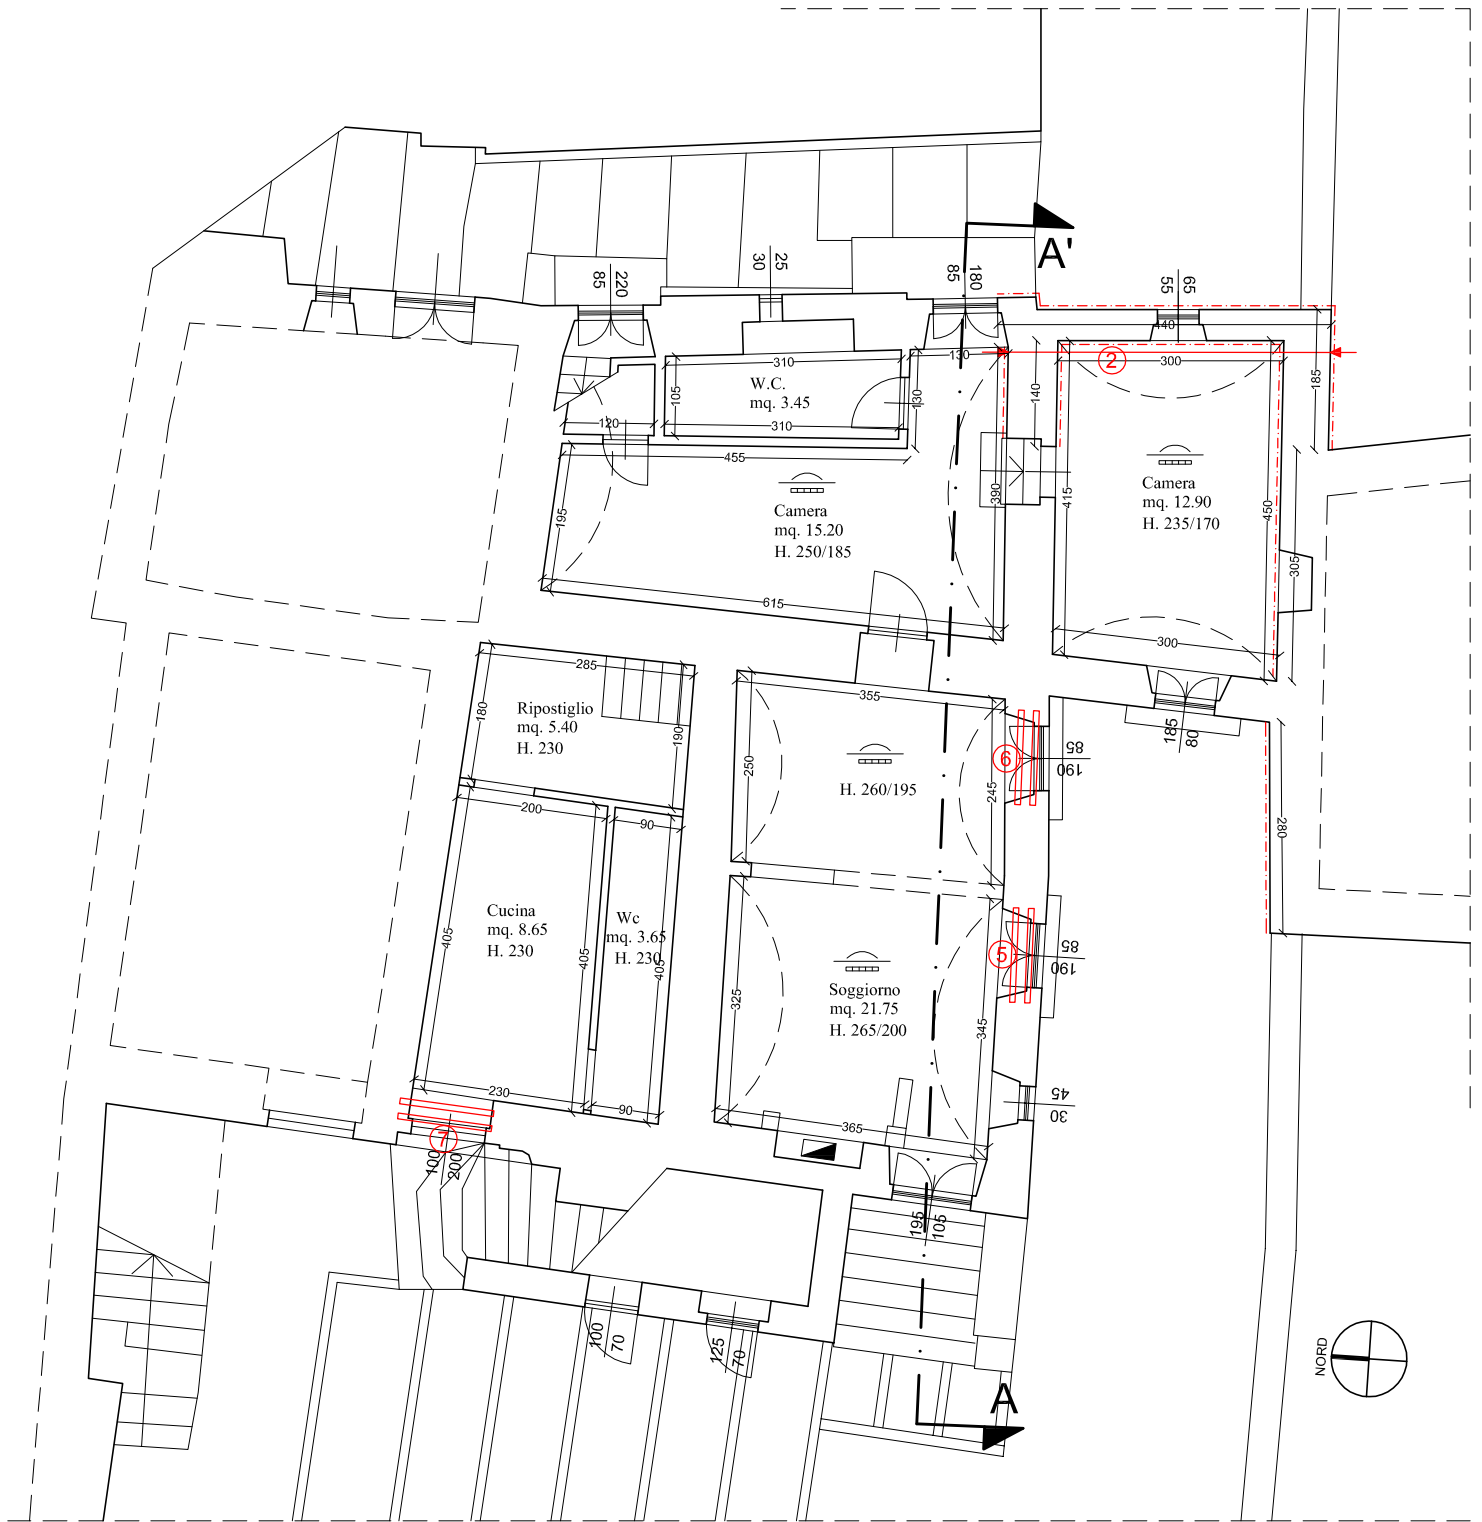 A'
220
85
25
30
180
85
65
55
440
185
2
300
140
130
130
310
W.C.
mq. 3.45
105
310
120
455
195
390
415
450
305
Camera
mq. 15.20
H. 250/185
Camera
mq. 12.90
H. 235/170
615
300
285
180
190
Ripostiglio
mq. 5.40
H. 230
355
250
245
H. 260/195
6
85
190
185
80
280
200
90
Cucina
mq. 8.65
H. 230
405
405
Wc
mq. 3.65
H. 230
405
325
345
Soggiorno
mq. 21.75
H. 265/200
5
85
190
45
30
230
90
365
7
100
200
195
105
100
70
125
70
A
NORD